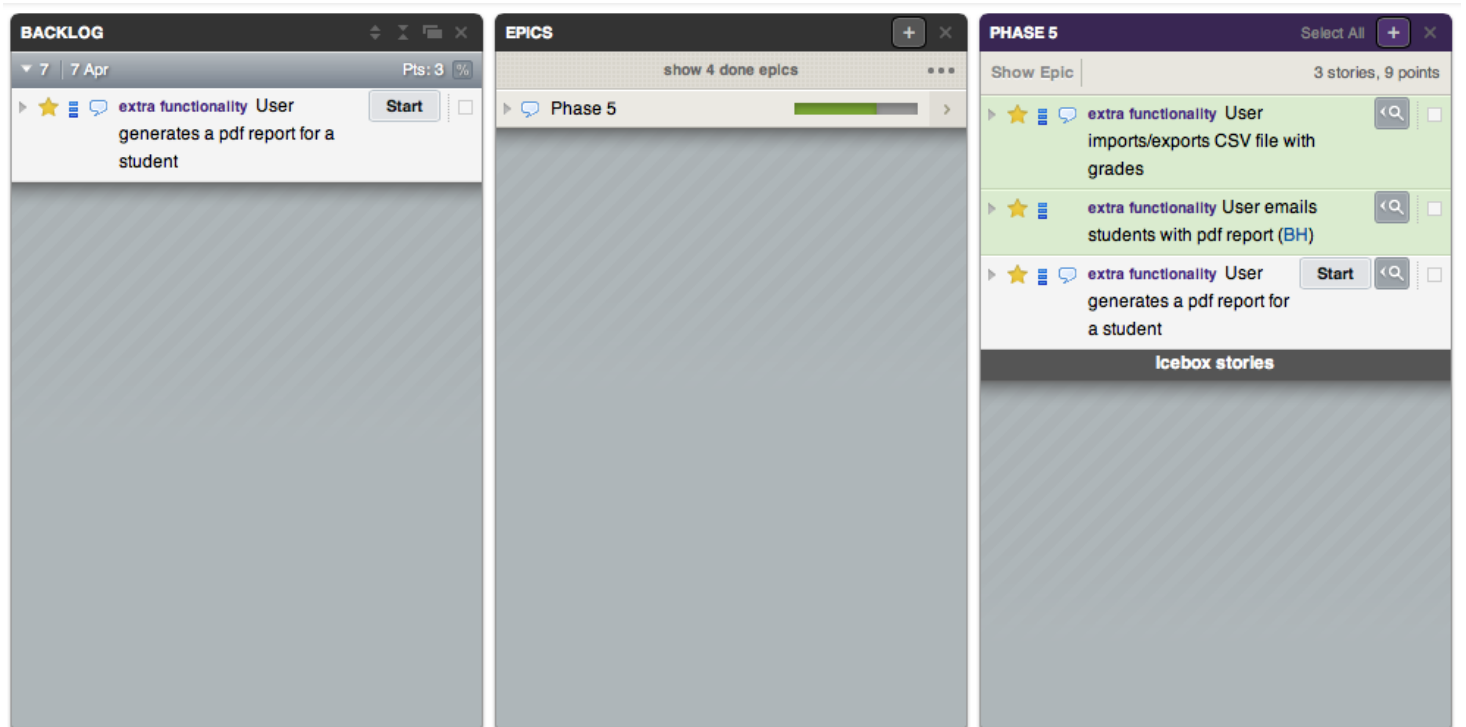 BACKLOG
7 7 Apr Pts: 3 %
extra functionality User Start
generates a pdf report for a
student
EPICS +
show 4 done epics
Phase 5
PHASE 5 Select All +
Show Epic 3 stories, 9 points
extra functionality User
imports/exports CSV file with
grades
extra functionality User emails
students with pdf report (BH)
extra functionality User Start
generates a pdf report for
a student
Icebox stories